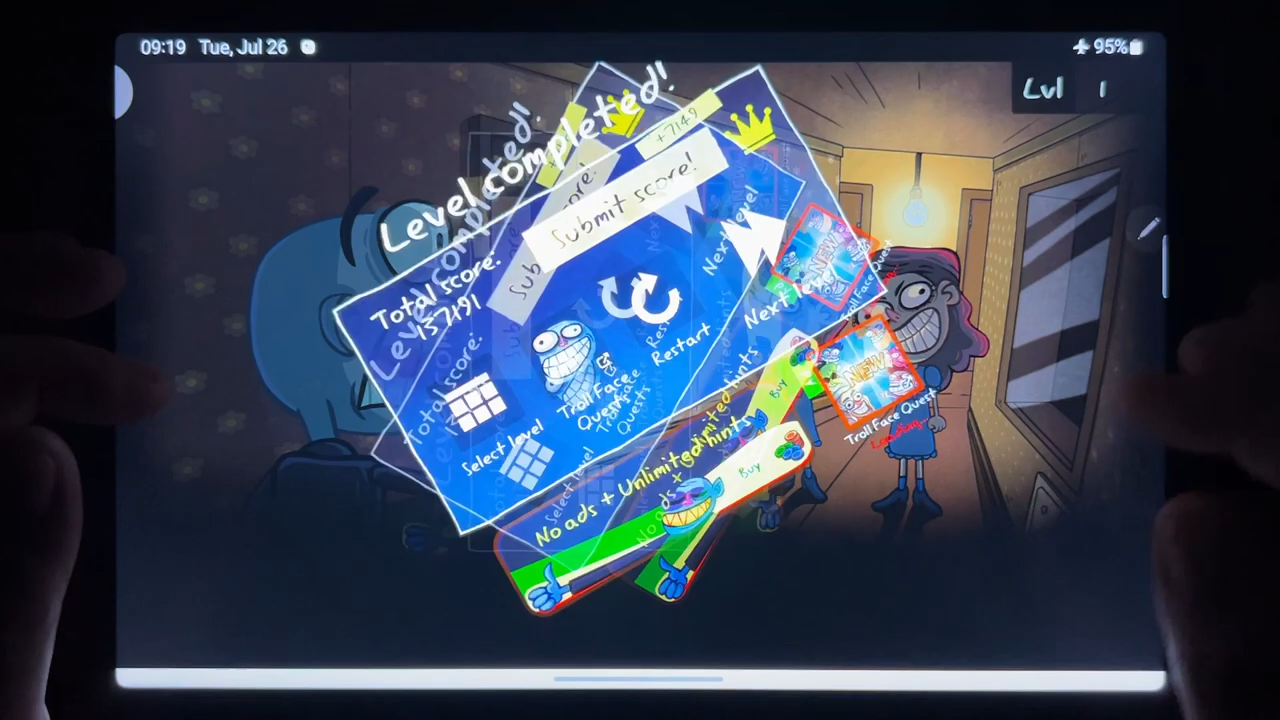 09:19 Tue, Jul 26
95%
Lvl 1
Level completed!
+7149
Submit score!
Total score:
157191
Next level
Restart
Select level
Troll Face
Quests
NEW
Troll Face Quest
No ads + Unlimited hints
Buy